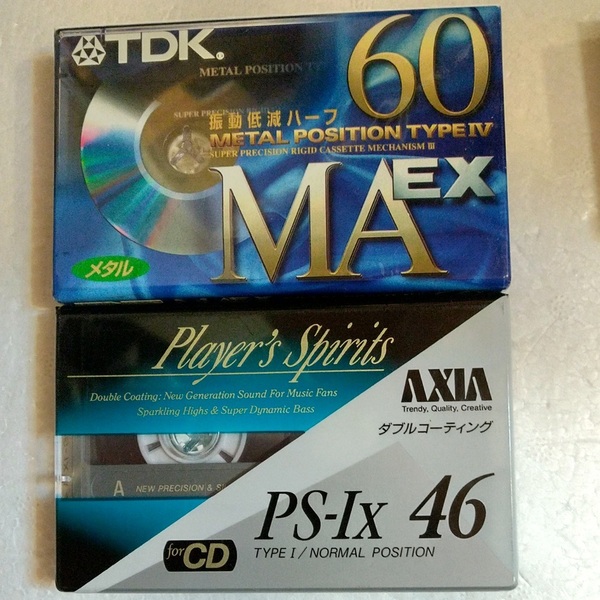 TDK.
60
METAL POSITION TY
振動低減ハーフ
METAL POSITION TYPE IV
SUPER PRECISION RIGID CASSETTE MECHANISM III
MA EX
メタル
Player's Spirits
Double Coating: New Generation Sound For Music Fans
Sparkling Highs & Super Dynamic Bass
AXIA
Trendy, Quality, Creative
ダブルコーティング
A NEW PRECISION & S
PS-Ix 46
TYPE I / NORMAL POSITION
for CD